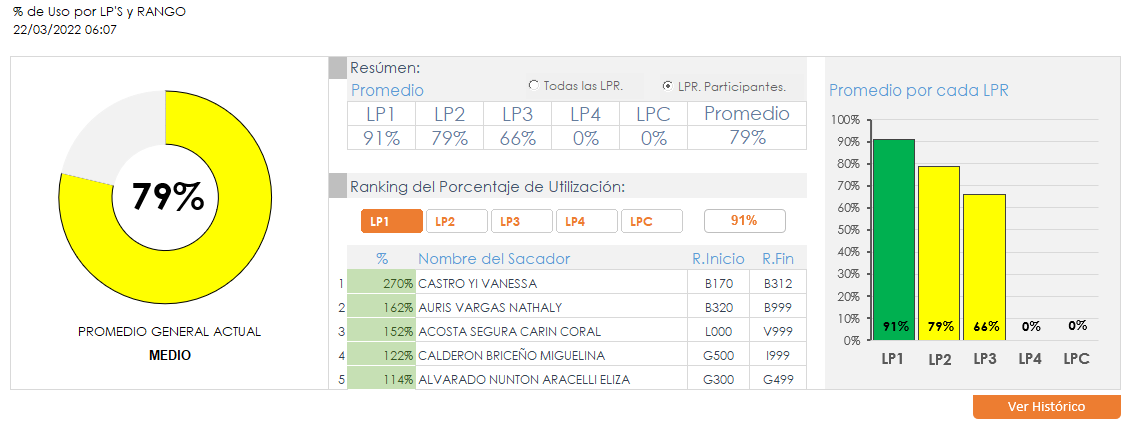 % de Uso por LP'S y RANGO
22/03/2022 06:07
79%
PROMEDIO GENERAL ACTUAL
MEDIO
Resúmen:
Promedio
Todas las LPR.
LPR. Participantes.
LP1 LP2 LP3 LP4 LPC Promedio
91% 79% 66% 0% 0% 79%
Ranking del Porcentaje de Utilización:
LP1 LP2 LP3 LP4 LPC 91%
% Nombre del Sacador R.Inicio R.Fin
1 270% CASTRO YI VANESSA B170 B312
2 162% AURIS VARGAS NATHALY B320 B999
3 152% ACOSTA SEGURA CARIN CORAL L000 V999
4 122% CALDERON BRICEÑO MIGUELINA G500 I999
5 114% ALVARADO NUNTON ARACELLI ELIZA G300 G499
Promedio por cada LPR
100%
90%
80%
70%
60%
50%
40%
30%
20%
10%
0%
91% 79% 66% 0% 0%
LP1 LP2 LP3 LP4 LPC
Ver Histórico